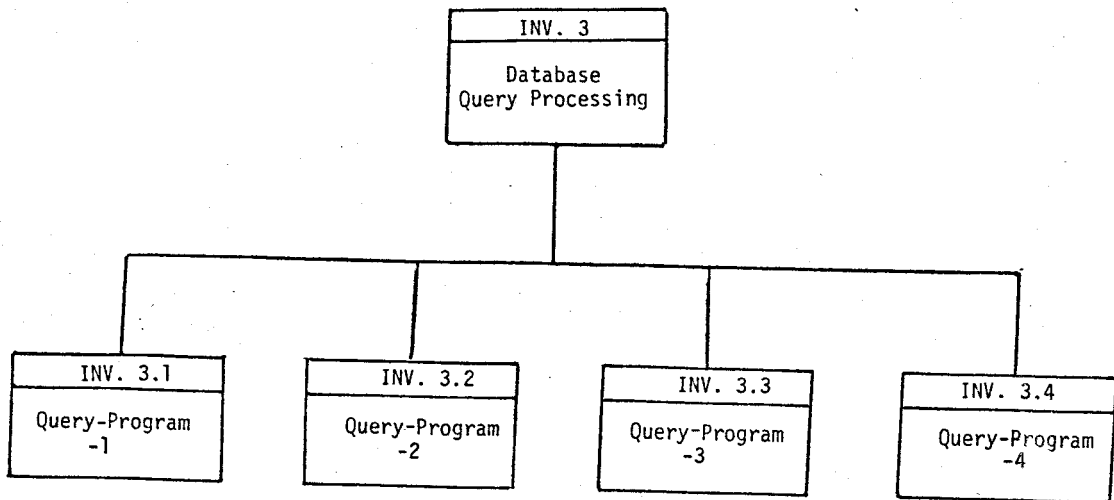 INV. 3
Database
Query Processing
INV. 3.1
Query-Program
-1
INV. 3.2
Query-Program
-2
INV. 3.3
Query-Program
-3
INV. 3.4
Query-Program
-4